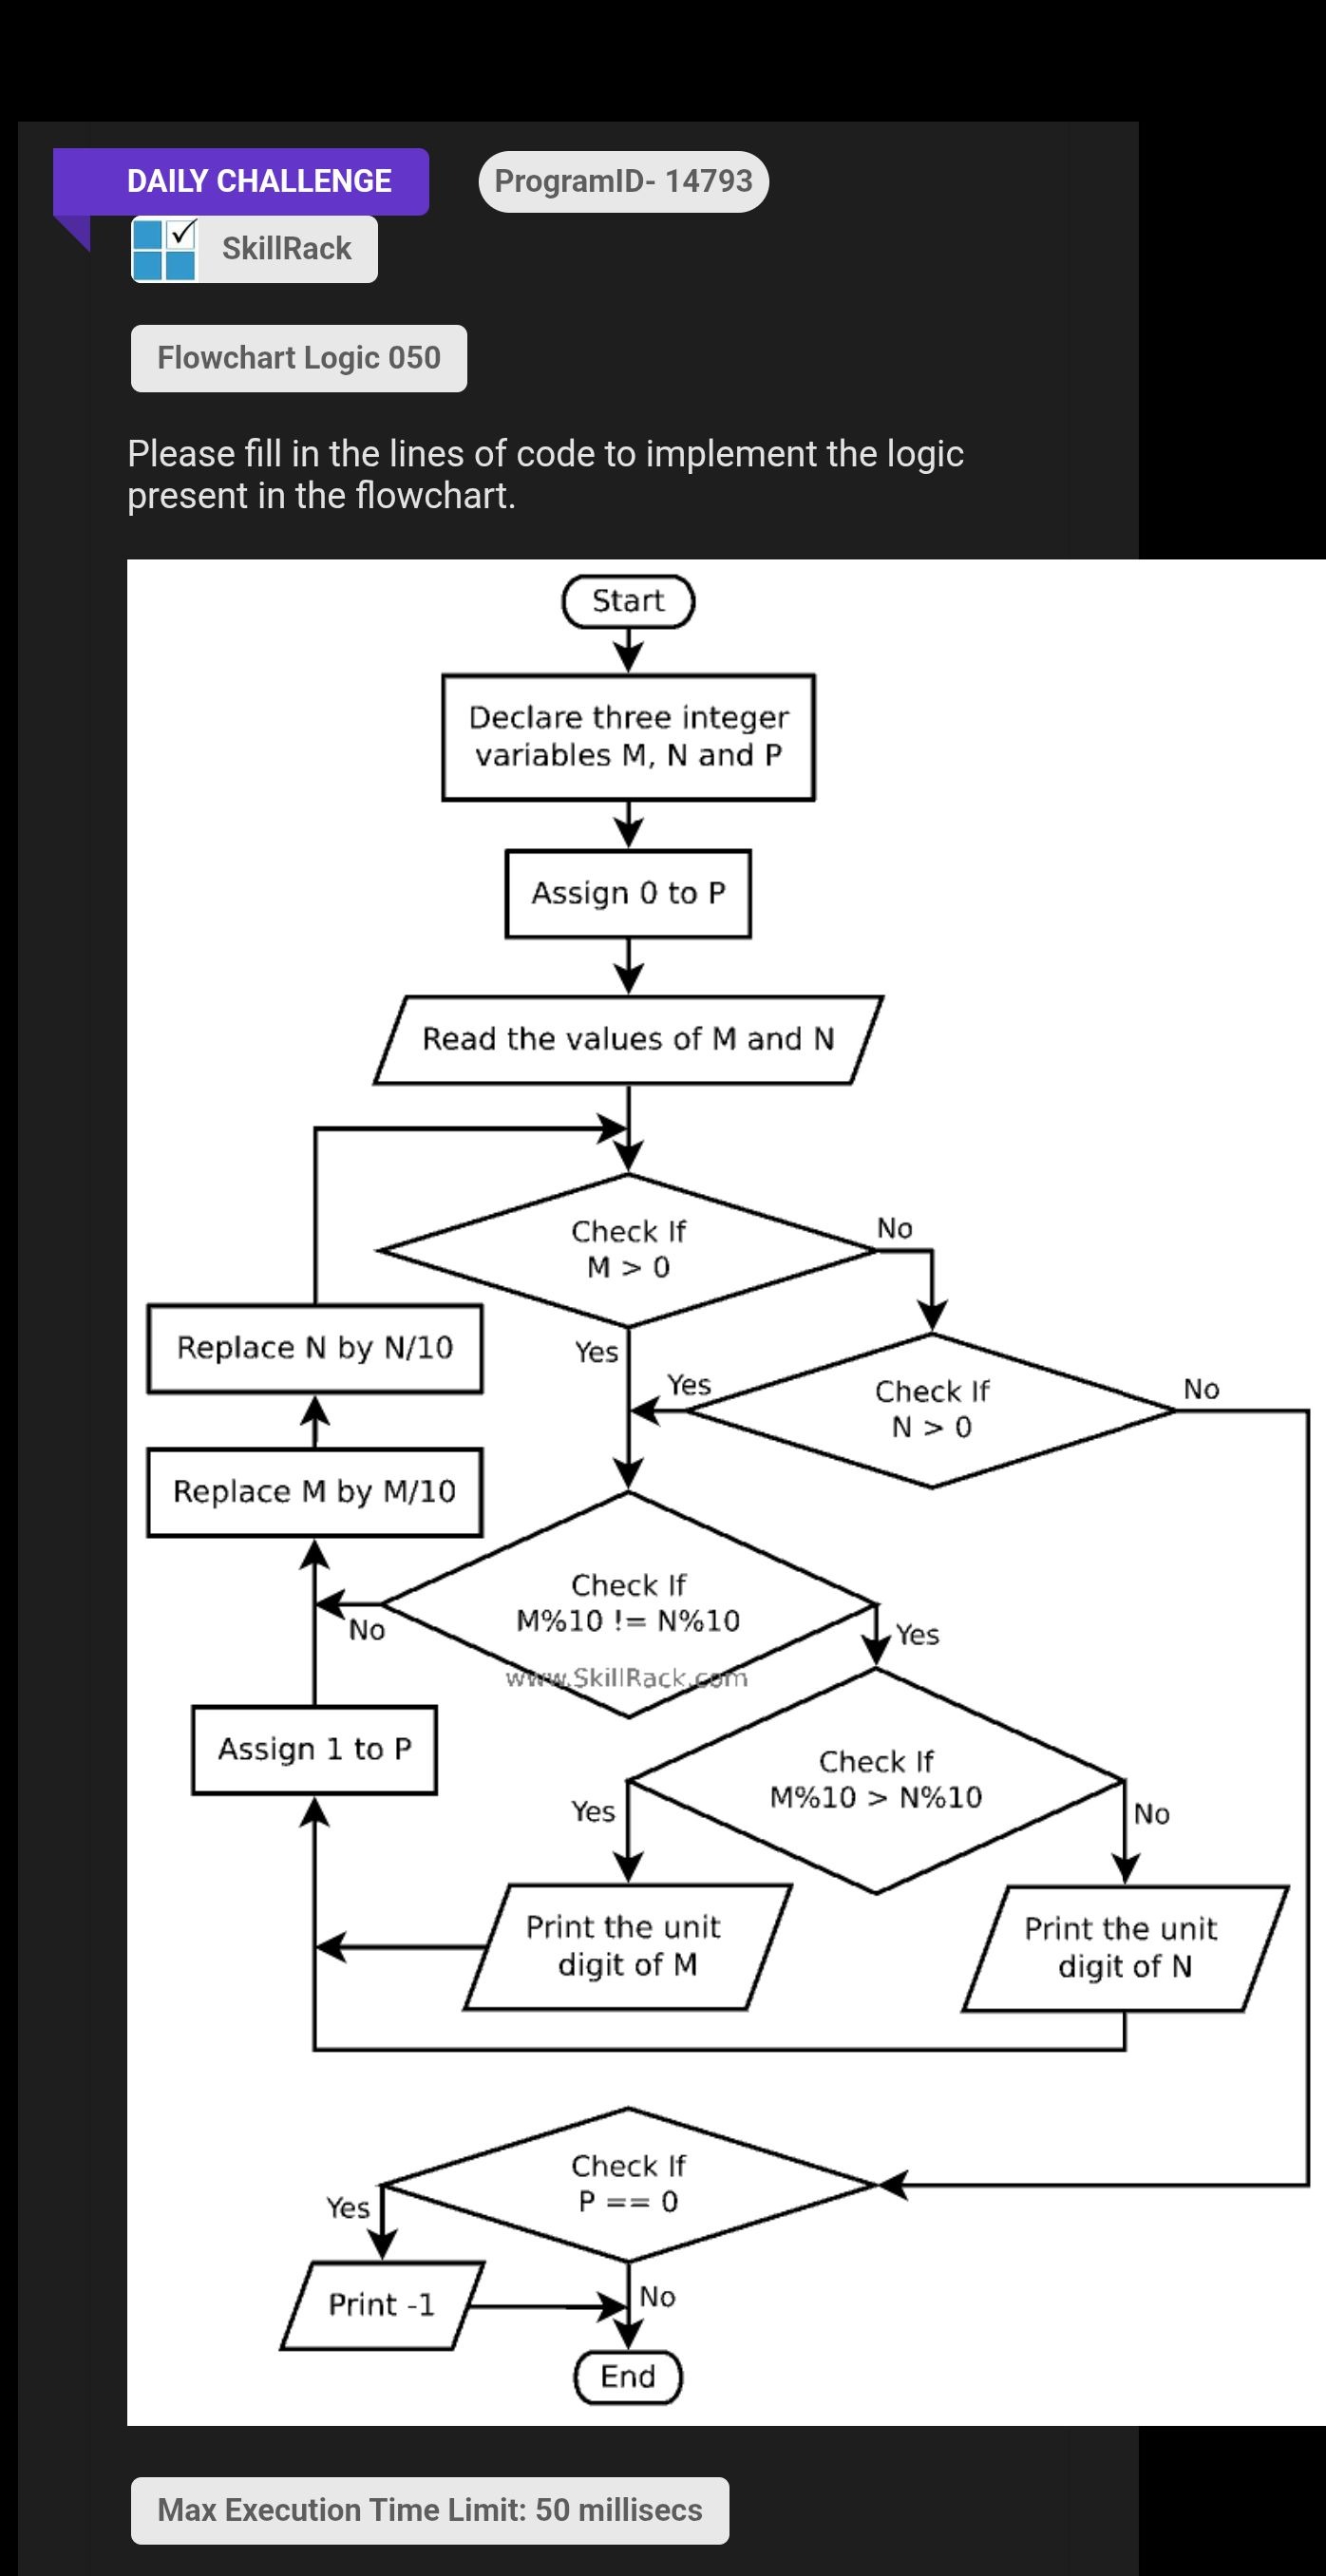 DAILY CHALLENGE
ProgramID- 14793
SkillRack
Flowchart Logic 050
Please fill in the lines of code to implement the logic
present in the flowchart.
Start
Declare three integer
variables M, N and P
Assign 0 to P
Read the values of M and N
Check If
M > 0
No
Yes
Replace N by N/10
Yes
Check If
N > 0
No
Replace M by M/10
Check If
M%10 != N%10
No
Yes
www.SkillRack.com
Assign 1 to P
Check If
M%10 > N%10
Yes
No
Print the unit
digit of M
Print the unit
digit of N
Check If
P == 0
Yes
No
Print -1
End
Max Execution Time Limit: 50 millisecs